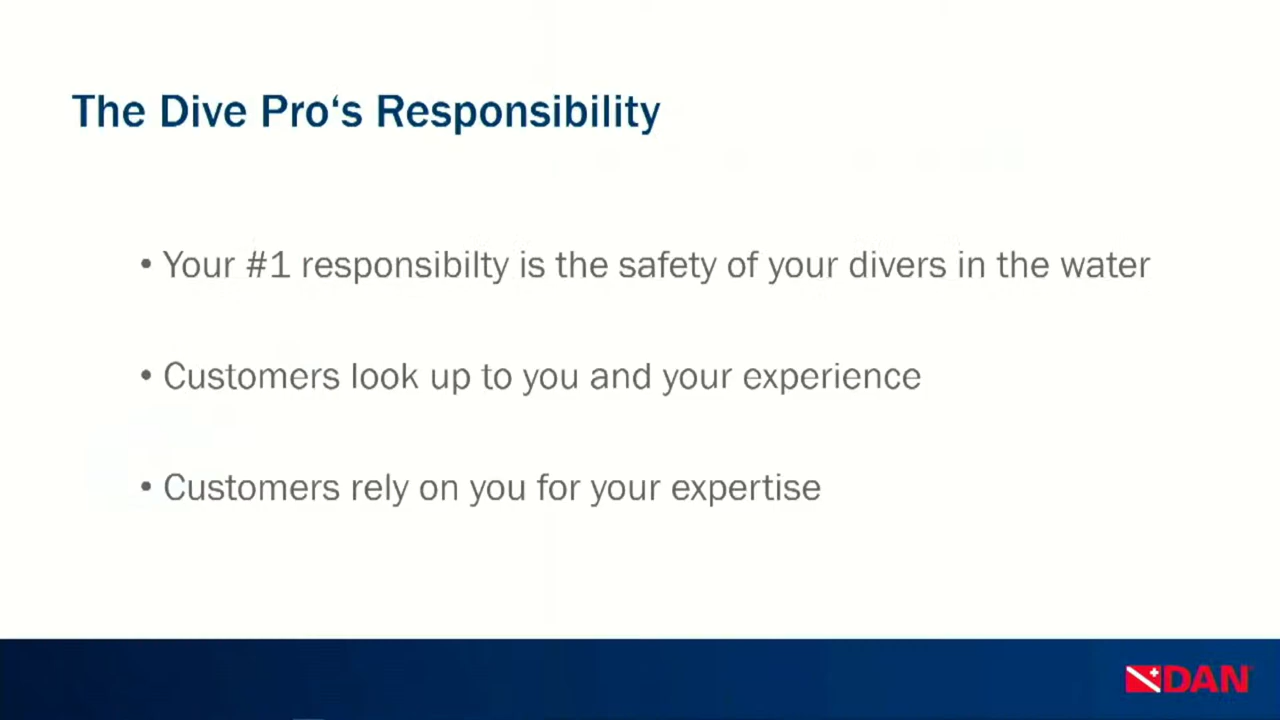 The Dive Pro‘s Responsibility
• Your #1 responsibilty is the safety of your divers in the water
• Customers look up to you and your experience
• Customers rely on you for your expertise
DAN